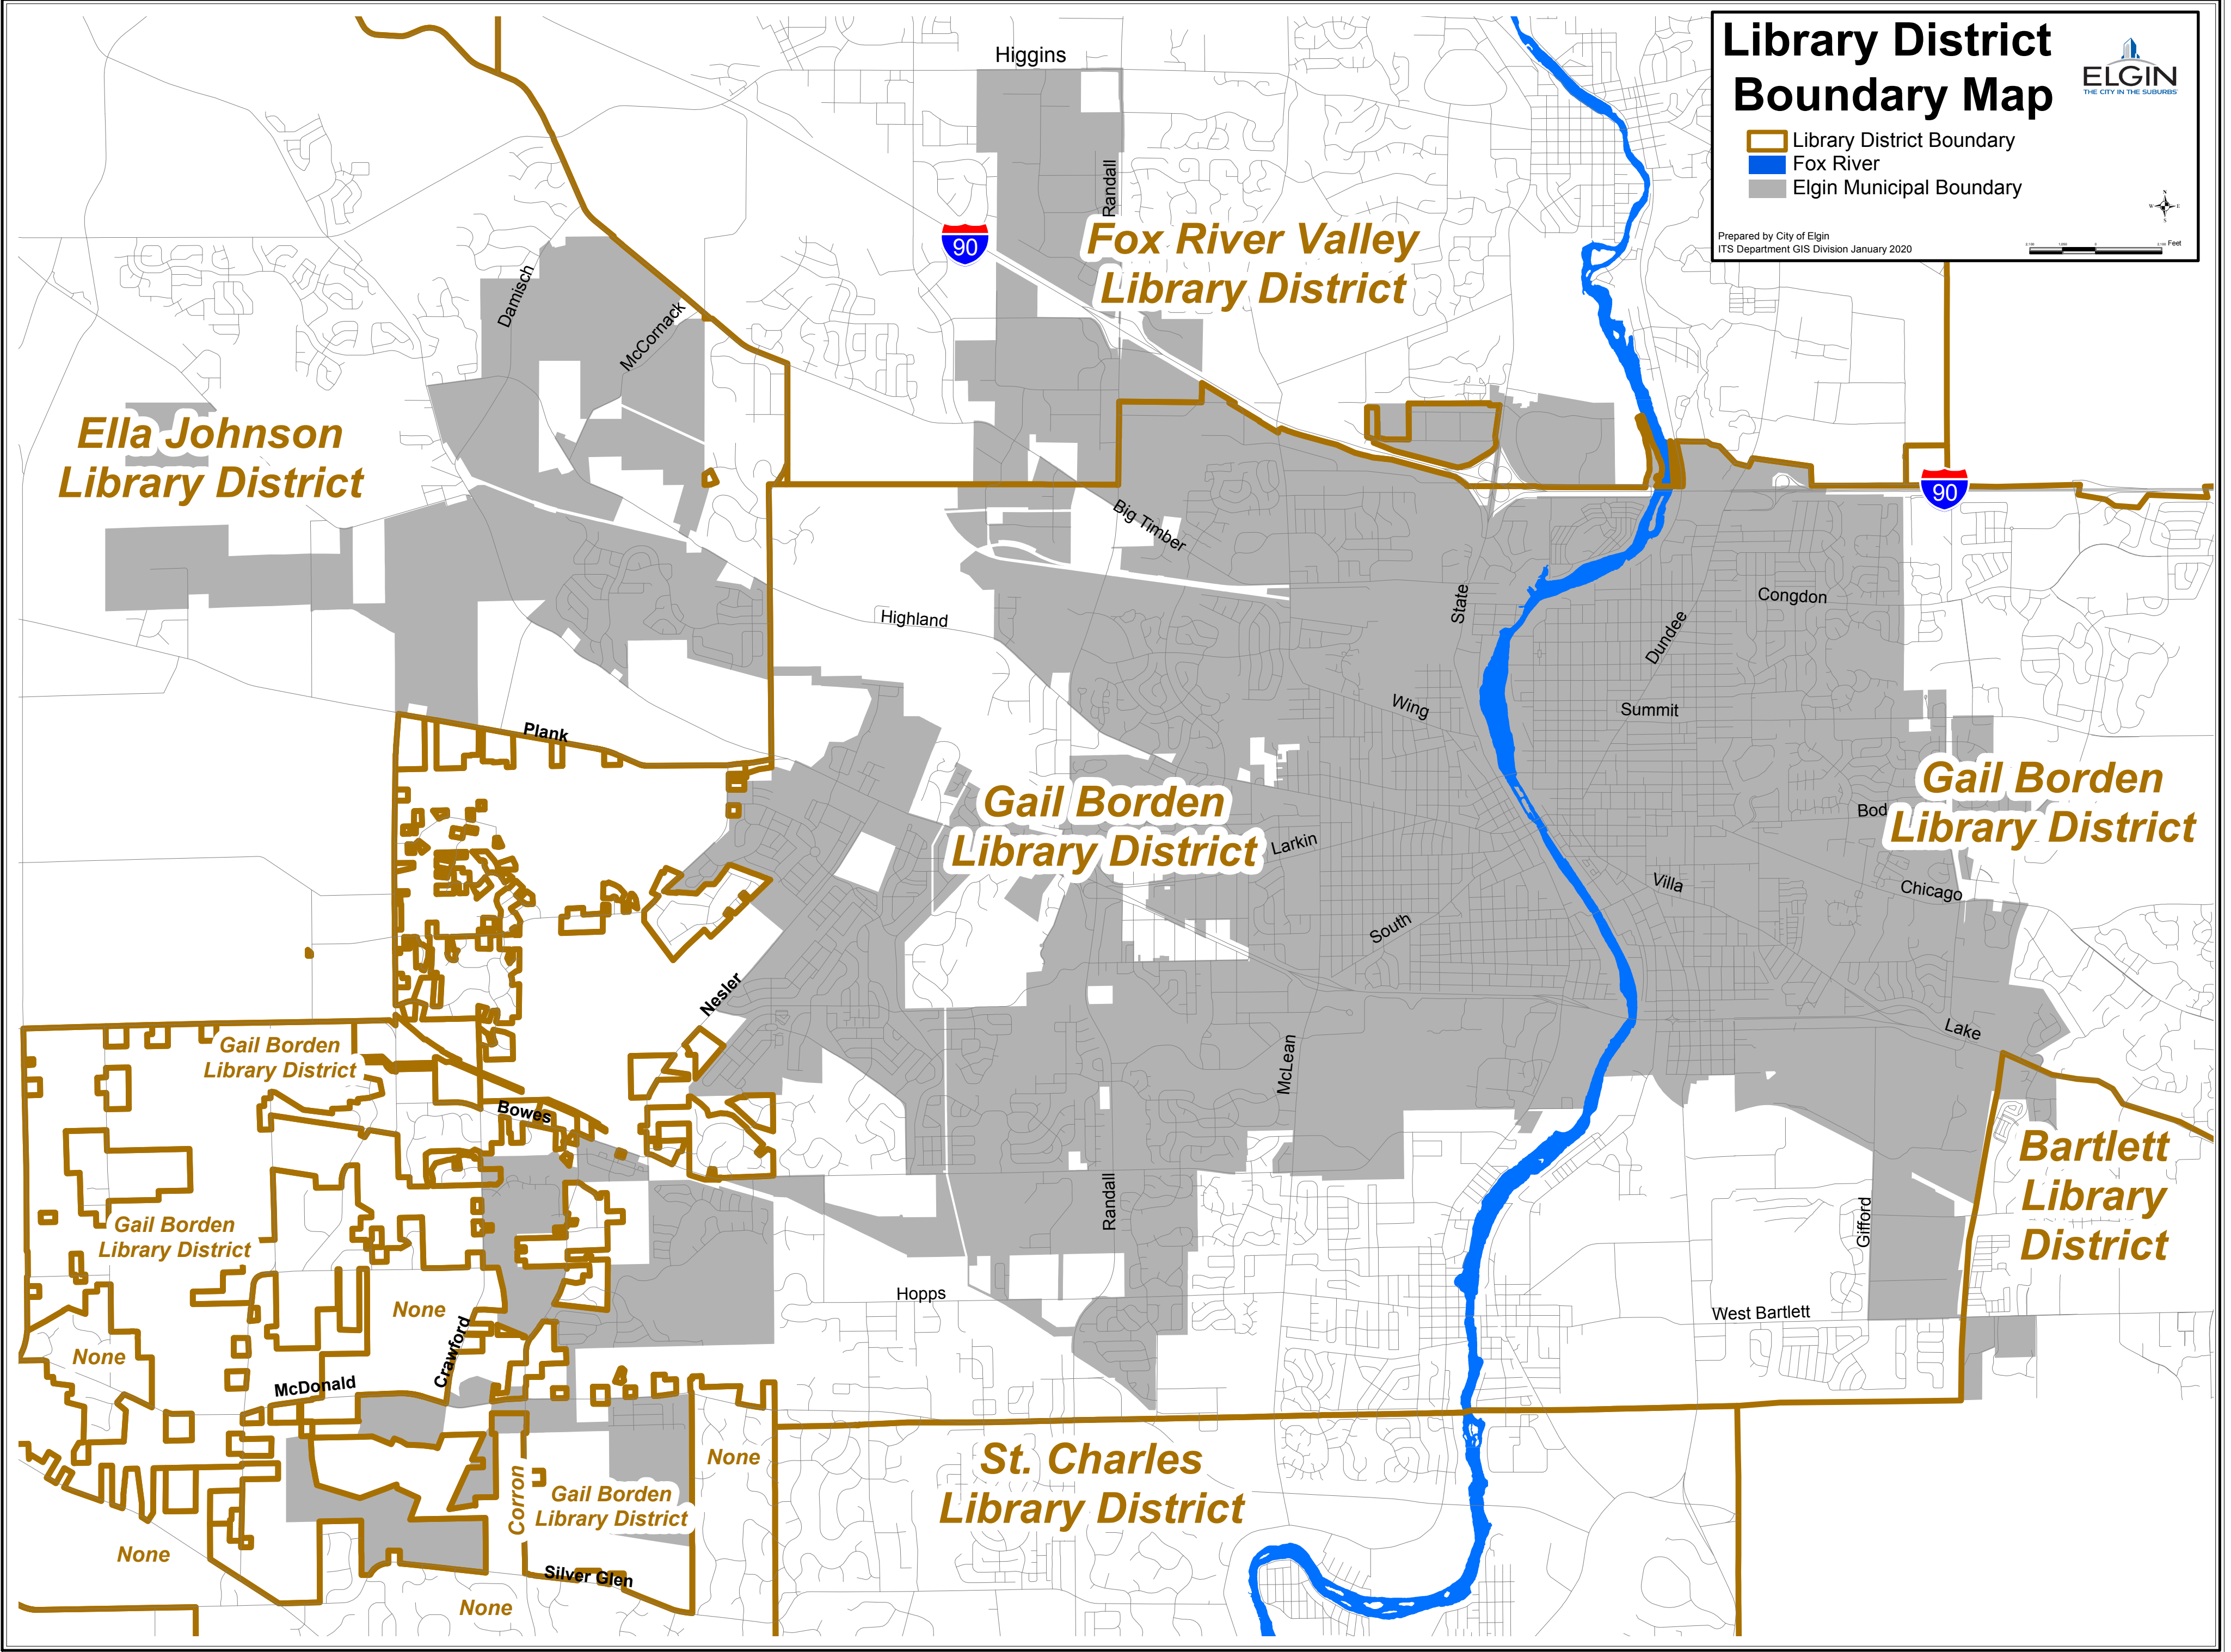 Library District
Boundary Map
ELGIN
THE CITY IN THE SUBURBS
Library District Boundary
Fox River
Elgin Municipal Boundary
N
W
E
S
Prepared by City of Elgin
ITS Department GIS Division January 2020
Feet
Higgins
Randall
90
Fox River Valley
Library District
Damisch
McCornack
Ella Johnson
Library District
90
Big Timber
State
Congdon
Highland
Dundee
Wing
Summit
Plank
Gail Borden
Library District
Gail Borden
Library District
Bod
Larkin
Villa
Chicago
South
Nesler
Lake
Gail Borden
Library District
McLean
Bowes
Bartlett
Library
District
Randall
Gifford
Gail Borden
Library District
Hopps
None
West Bartlett
None
Crawford
McDonald
None
St. Charles
Library District
Corron
Gail Borden
Library District
None
Silver Glen
None